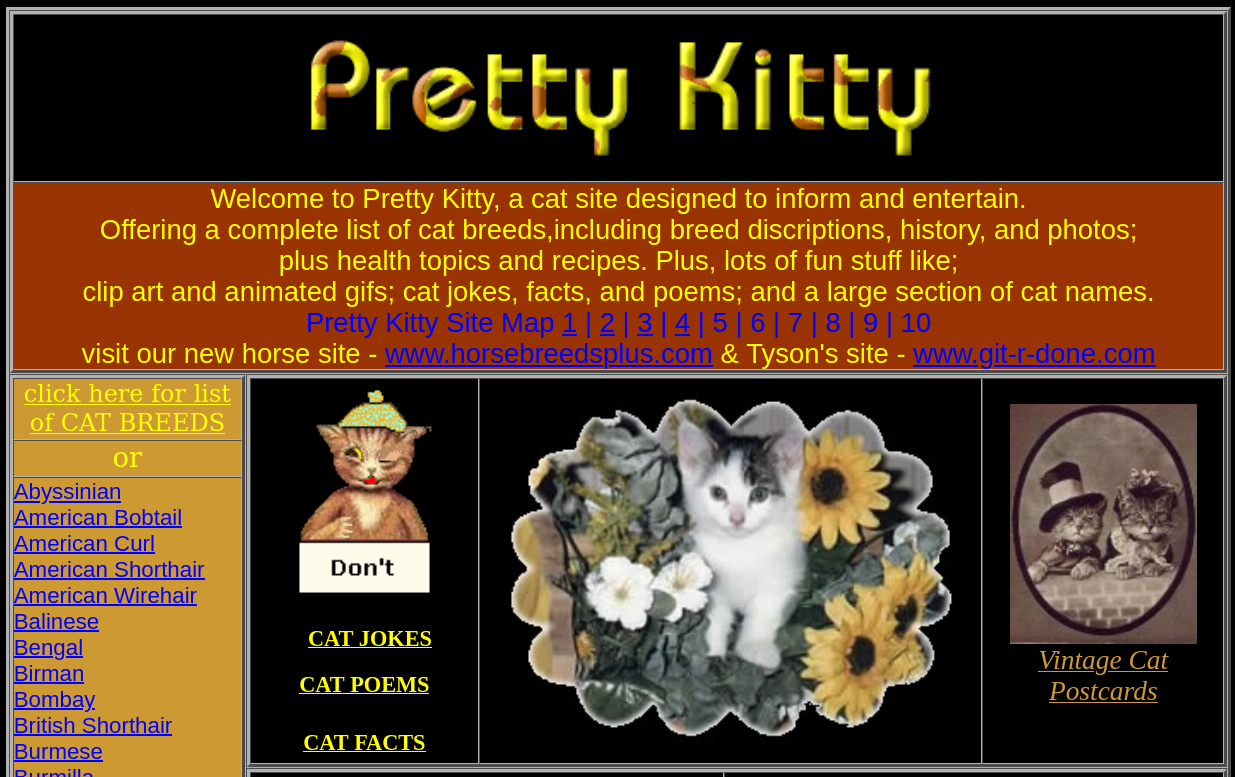 Pretty Kitty
Welcome to Pretty Kitty, a cat site designed to inform and entertain.
Offering a complete list of cat breeds,including breed discriptions, history, and photos;
plus health topics and recipes. Plus, lots of fun stuff like;
clip art and animated gifs; cat jokes, facts, and poems; and a large section of cat names.
Pretty Kitty Site Map 1 | 2 | 3 | 4 | 5 | 6 | 7 | 8 | 9 | 10
visit our new horse site - www.horsebreedsplus.com & Tyson's site - www.git-r-done.com
click here for list
of CAT BREEDS
or
Abyssinian
American Bobtail
American Curl
American Shorthair
American Wirehair
Balinese
Bengal
Birman
Bombay
British Shorthair
Burmese
Burmilla
Don't
CAT JOKES
CAT POEMS
CAT FACTS
Vintage Cat
Postcards